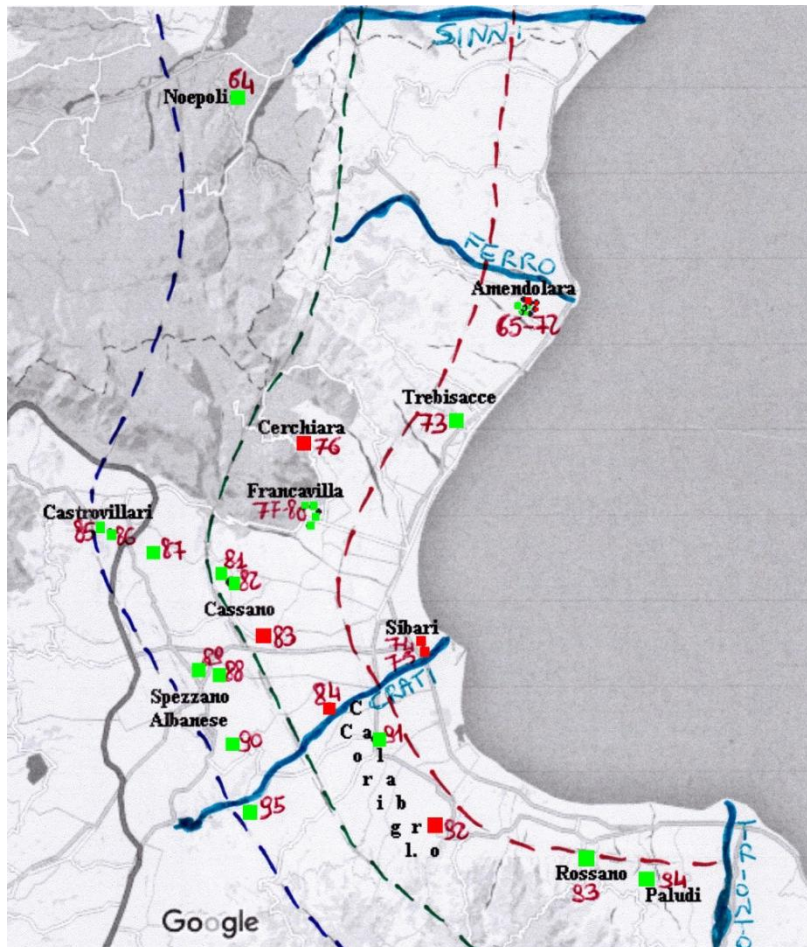 SINNI
64
Noepoli
FERRO
Amendolara
65-72
Trebisacce
73
Cerchiara
76
Francavilla
77-80
Castrovillari
85 86
87
81
82
Cassano
83
Sibari
74
89
88
Spezzano
Albanese
84
CRATI
C
C a 91
o l
r a
i b
g r 92
l. o
90
95
Rossano
93
94
Paludi
Google